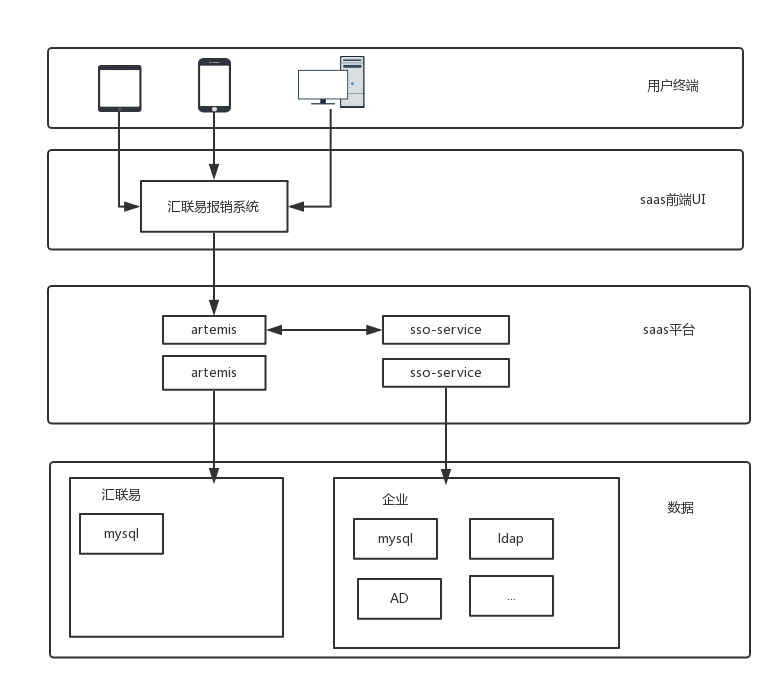 用户终端
汇联易报销系统
saas前端UI
artemis
sso-service
saas平台
artemis
sso-service
汇联易
mysql
企业
mysql
ldap
AD
...
数据